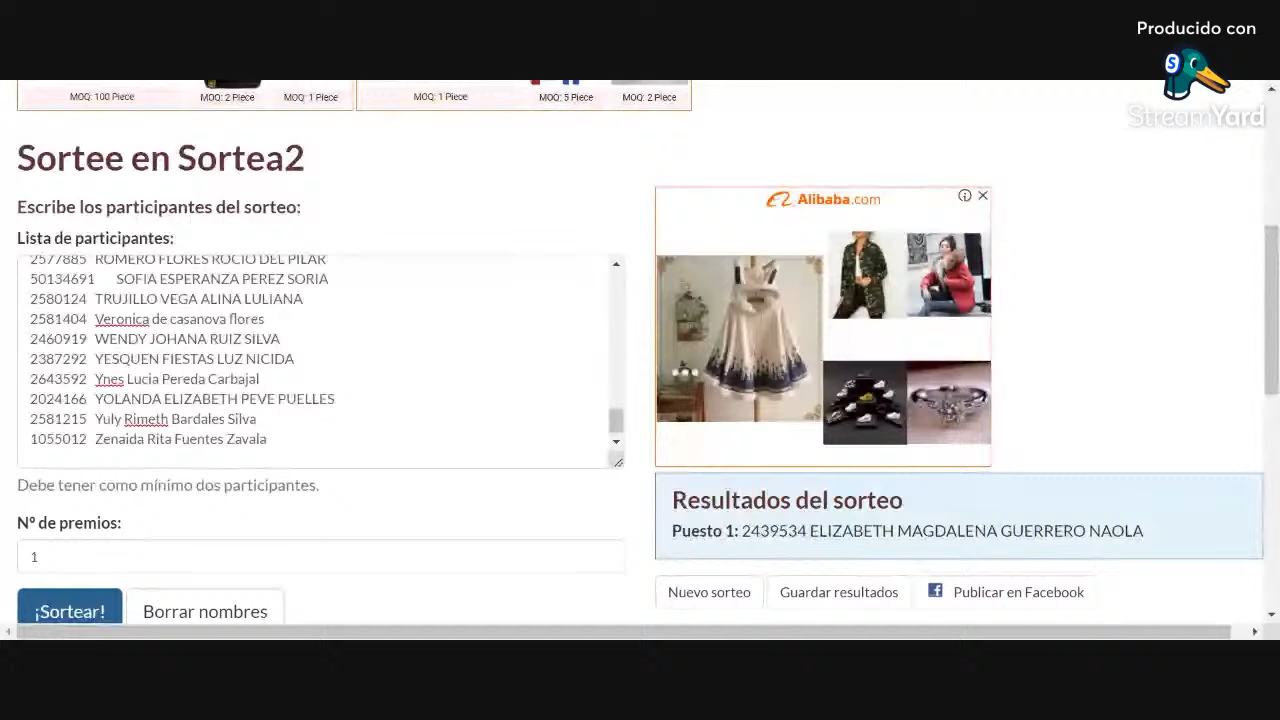 Producido con
StreamYard
MOQ: 100 Piece MOQ: 2 Piece MOQ: 1 Piece MOQ: 1 Piece MOQ: 5 Piece MOQ: 2 Piece
Sortee en Sortea2
Escribe los participantes del sorteo:
Lista de participantes:
2577885 ROMERO FLORES ROCIO DEL PILAR
50134691 SOFIA ESPERANZA PEREZ SORIA
2580124 TRUJILLO VEGA ALINA LULIANA
2581404 Veronica de casanova flores
2460919 WENDY JOHANA RUIZ SILVA
2387292 YESQUEN FIESTAS LUZ NICIDA
2643592 Ynes Lucia Pereda Carbajal
2024166 YOLANDA ELIZABETH PEVE PUELLES
2581215 Yuly Rimeth Bardales Silva
1055012 Zenaida Rita Fuentes Zavala
Debe tener como mínimo dos participantes.
Nº de premios:
1
¡Sortear! Borrar nombres
Alibaba.com
Resultados del sorteo
Puesto 1: 2439534 ELIZABETH MAGDALENA GUERRERO NAOLA
Nuevo sorteo Guardar resultados Publicar en Facebook